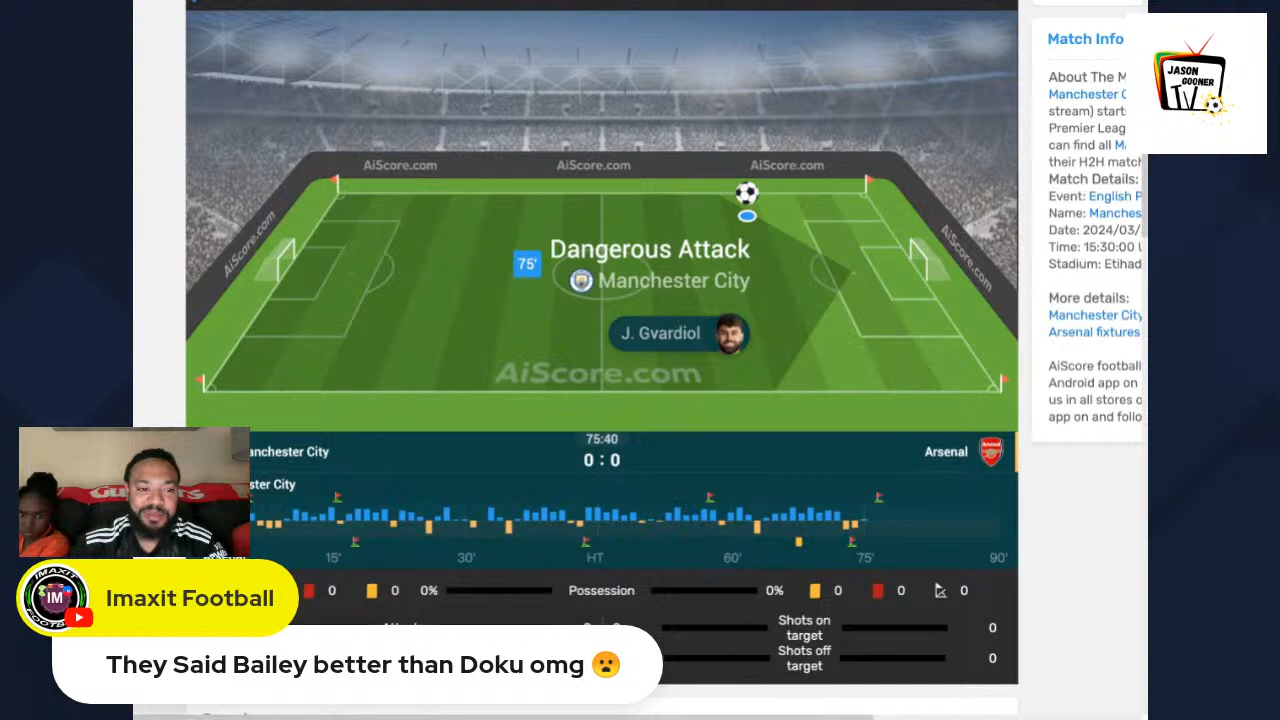 Match Info
JASON
GOONER
TV
About The M
Manchester C
stream) start
Premier Leag
can find all M
their H2H match
Match Details:
Event: English P
Name: Manches
Date: 2024/03/
Time: 15:30:00 U
Stadium: Etihad
More details:
Manchester City
Arsenal fixtures
AiScore football
Android app on
us in all stores o
app on and follo
AiScore.com AiScore.com AiScore.com
AiScore.com
AiScore.com
75' Dangerous Attack
Manchester City
J. Gvardiol
AiScore.com
anchester City 75:40 Arsenal
0 : 0
ster City
15' 30' HT 60' 75' 90'
0 0 0% Possession 0% 0 0 0
Shots on
target 0
Shots off
target 0
IMAXIT
IM
FOOTBALL
Imaxit Football
They Said Bailey better than Doku omg 😮